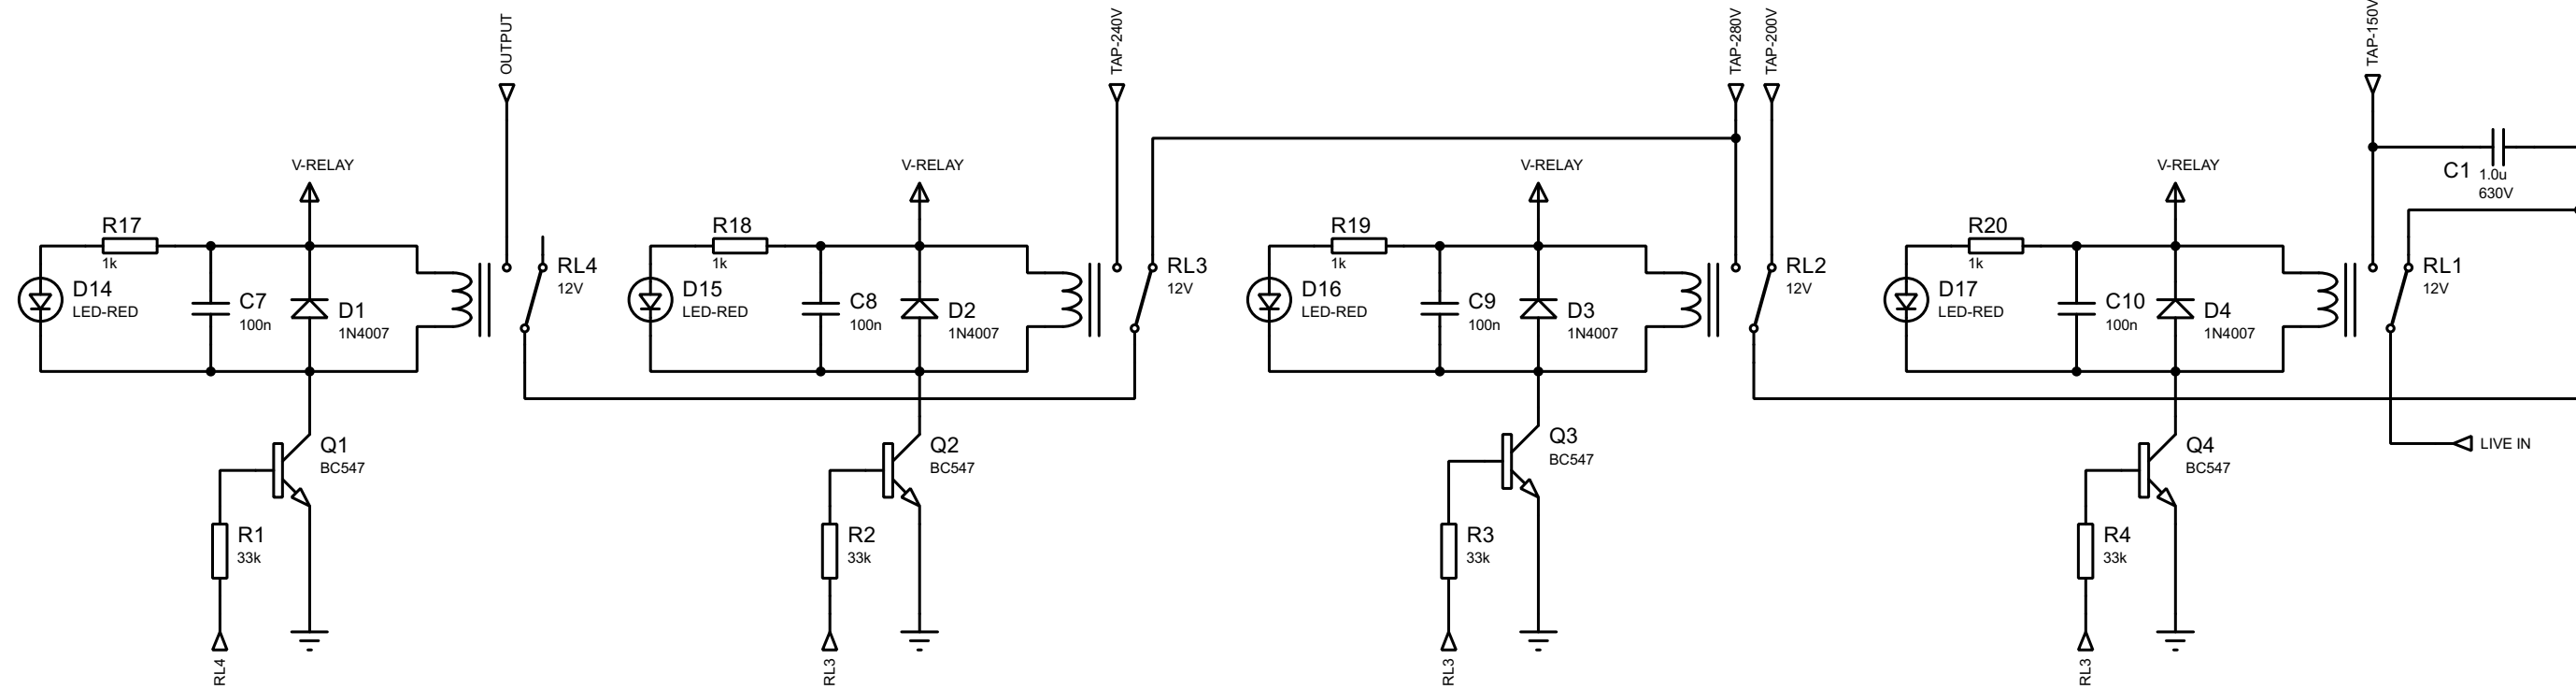 OUTPUT
TAP-240V
TAP-280V
TAP-200V
TAP-150V
V-RELAY
V-RELAY
V-RELAY
V-RELAY
C1
1.0u
630V
R17
1k
D14
LED-RED
C7
100n
D1
1N4007
RL4
12V
Q1
BC547
R1
33k
RL4
R18
1k
D15
LED-RED
C8
100n
D2
1N4007
RL3
12V
Q2
BC547
R2
33k
RL3
R19
1k
D16
LED-RED
C9
100n
D3
1N4007
RL2
12V
Q3
BC547
R3
33k
RL3
R20
1k
D17
LED-RED
C10
100n
D4
1N4007
RL1
12V
LIVE IN
Q4
BC547
R4
33k
RL3